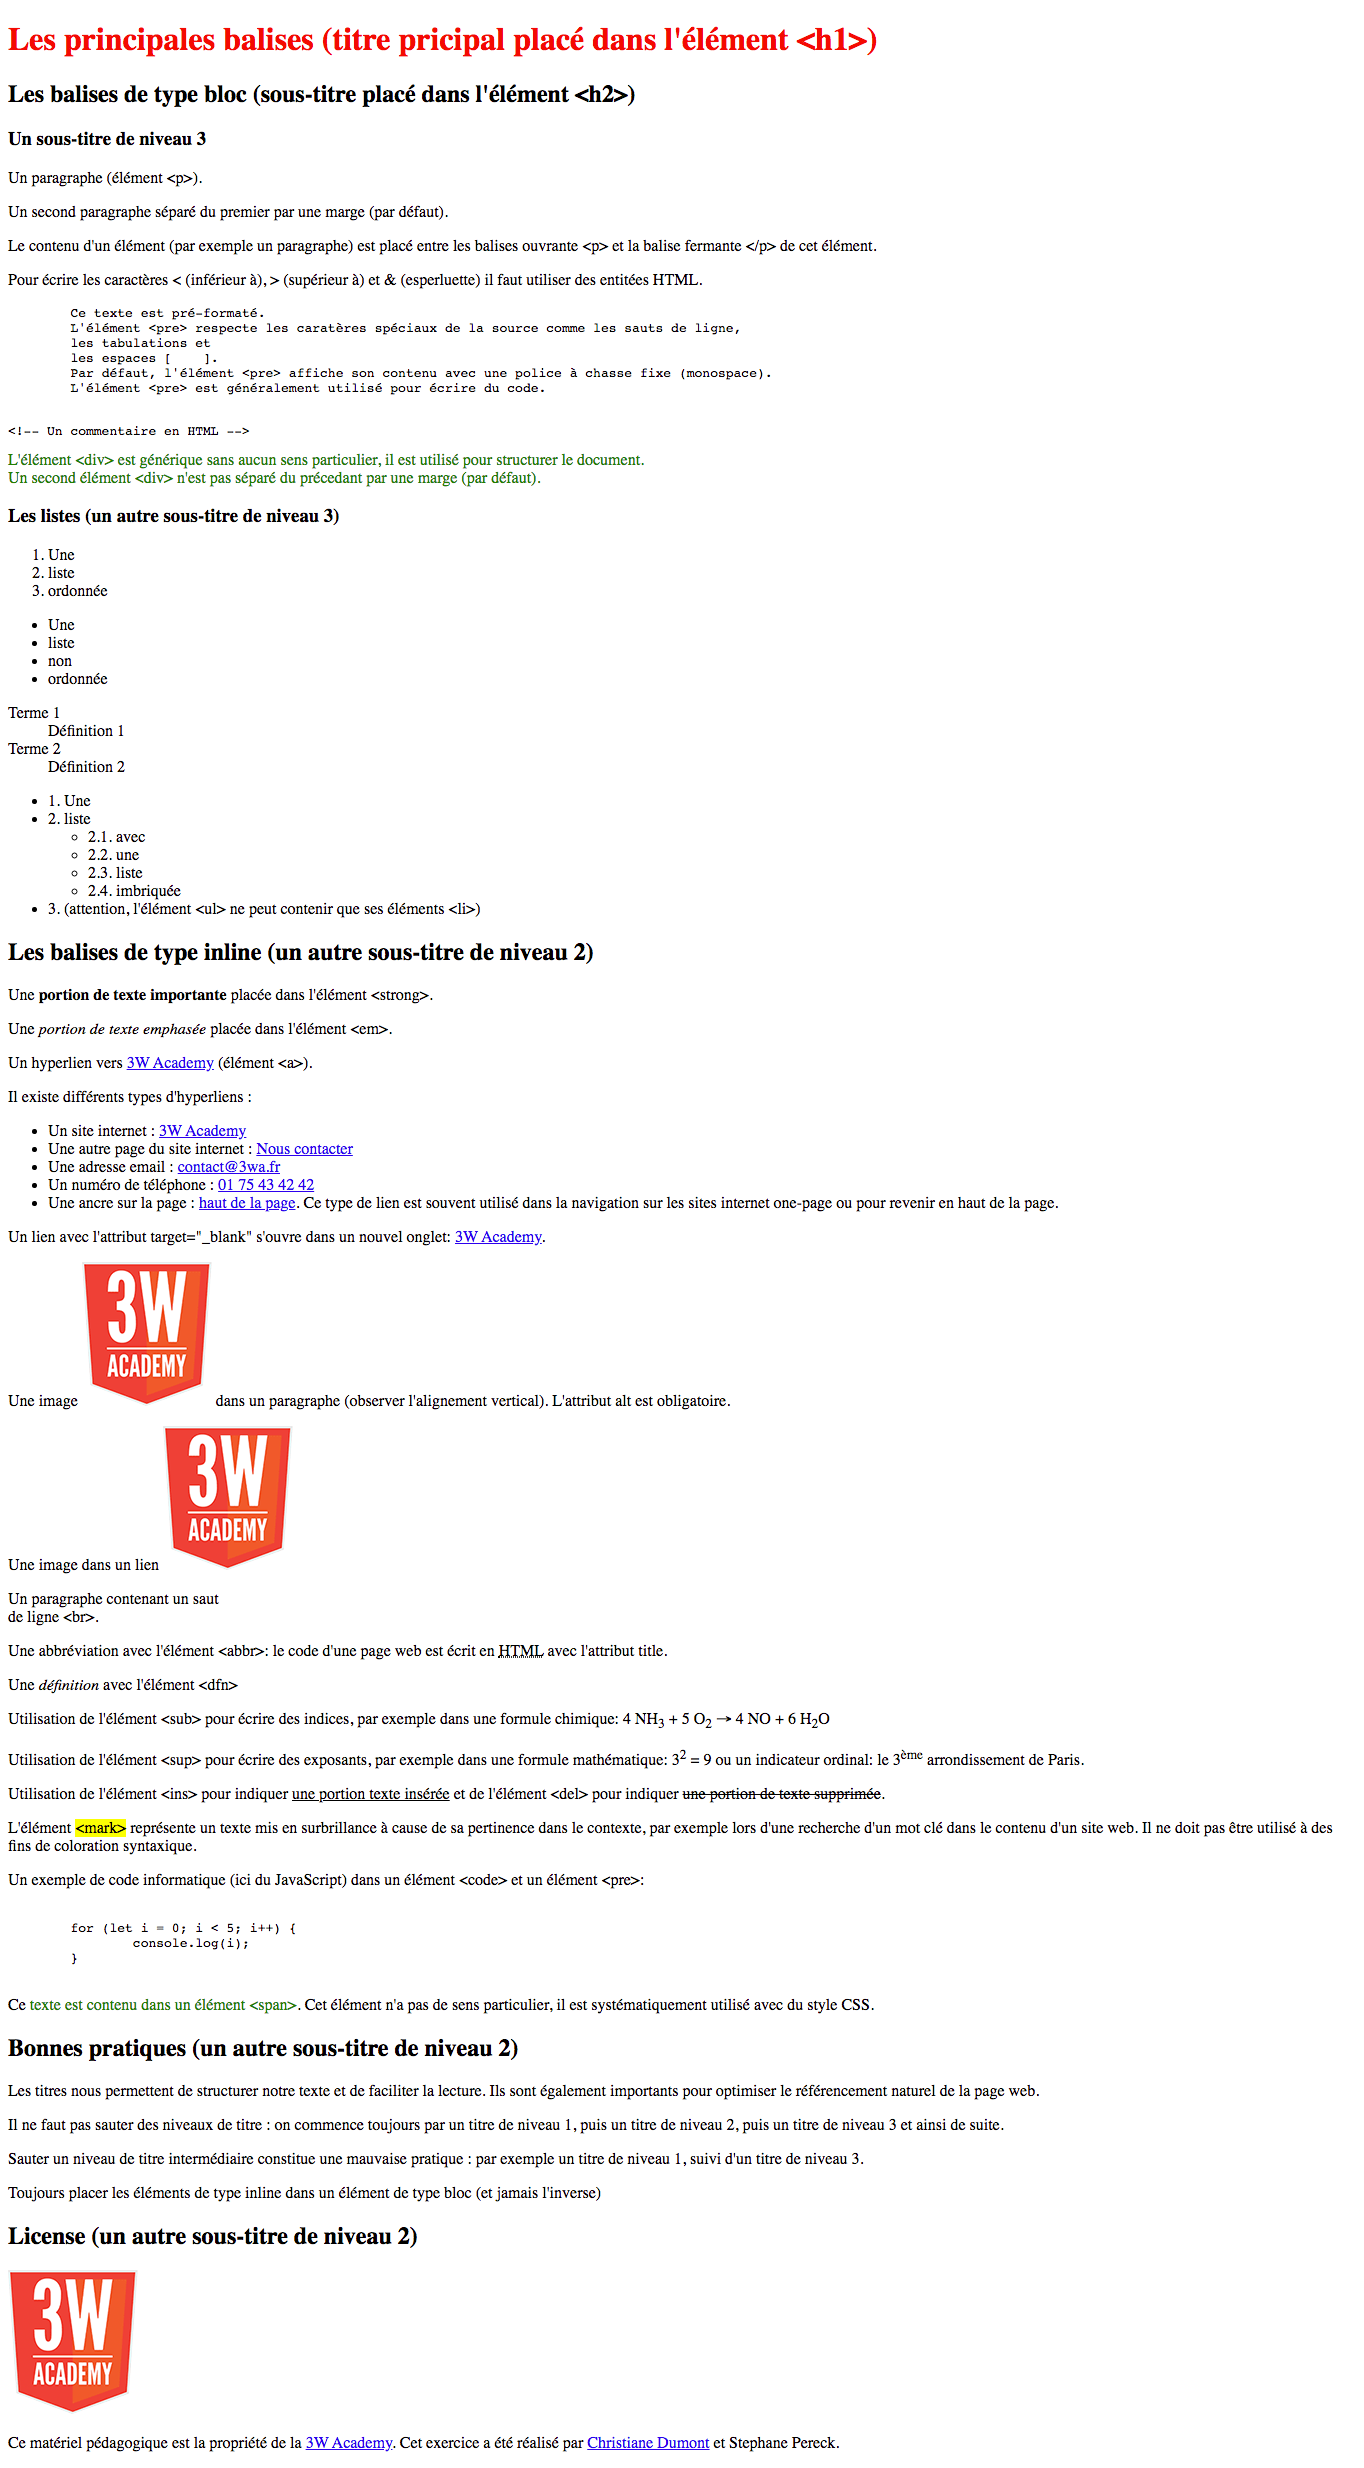 Les principales balises (titre pricipal placé dans l'élément <h1>)
Les balises de type bloc (sous-titre placé dans l'élément <h2>)
Un sous-titre de niveau 3
Un paragraphe (élément <p>).
Un second paragraphe séparé du premier par une marge (par défaut).
Le contenu d'un élément (par exemple un paragraphe) est placé entre les balises ouvrante <p> et la balise fermante </p> de cet élément.
Pour écrire les caractères < (inférieur à), > (supérieur à) et & (esperluette) il faut utiliser des entitées HTML.
Ce texte est pré-formaté.
L'élément <pre> respecte les caratères spéciaux de la source comme les sauts de ligne,
les tabulations et
les espaces [    ].
Par défaut, l'élément <pre> affiche son contenu avec une police à chasse fixe (monospace).
L'élément <pre> est généralement utilisé pour écrire du code.
<!-- Un commentaire en HTML -->
L'élément <div> est générique sans aucun sens particulier, il est utilisé pour structurer le document.
Un second élément <div> n'est pas séparé du précedant par une marge (par défaut).
Les listes (un autre sous-titre de niveau 3)
1. Une
2. liste
3. ordonnée
• Une
• liste
• non
• ordonnée
Terme 1
Définition 1
Terme 2
Définition 2
• 1. Une
• 2. liste
◦ 2.1. avec
◦ 2.2. une
◦ 2.3. liste
◦ 2.4. imbriquée
• 3. (attention, l'élément <ul> ne peut contenir que ses éléments <li>)
Les balises de type inline (un autre sous-titre de niveau 2)
Une portion de texte importante placée dans l'élément <strong>.
Une portion de texte emphasée placée dans l'élément <em>.
Un hyperlien vers 3W Academy (élément <a>).
Il existe différents types d'hyperliens :
• Un site internet : 3W Academy
• Une autre page du site internet : Nous contacter
• Une adresse email : contact@3wa.fr
• Un numéro de téléphone : 01 75 43 42 42
• Une ancre sur la page : haut de la page. Ce type de lien est souvent utilisé dans la navigation sur les sites internet one-page ou pour revenir en haut de la page.
Un lien avec l'attribut target="_blank" s'ouvre dans un nouvel onglet: 3W Academy.
3W
ACADEMY
Une image dans un paragraphe (observer l'alignement vertical). L'attribut alt est obligatoire.
3W
ACADEMY
Une image dans un lien
Un paragraphe contenant un saut
de ligne <br>.
Une abbréviation avec l'élément <abbr>: le code d'une page web est écrit en HTML avec l'attribut title.
Une définition avec l'élément <dfn>
Utilisation de l'élément <sub> pour écrire des indices, par exemple dans une formule chimique: 4 NH₃ + 5 O₂ → 4 NO + 6 H₂O
Utilisation de l'élément <sup> pour écrire des exposants, par exemple dans une formule mathématique: 3² = 9 ou un indicateur ordinal: le 3ème arrondissement de Paris.
Utilisation de l'élément <ins> pour indiquer une portion texte insérée et de l'élément <del> pour indiquer une portion de texte supprimée.
L'élément <mark> représente un texte mis en surbrillance à cause de sa pertinence dans le contexte, par exemple lors d'une recherche d'un mot clé dans le contenu d'un site web. Il ne doit pas être utilisé à des
fins de coloration syntaxique.
Un exemple de code informatique (ici du JavaScript) dans un élément <code> et un élément <pre>:
for (let i = 0; i < 5; i++) {
console.log(i);
}
Ce texte est contenu dans un élément <span>. Cet élément n'a pas de sens particulier, il est systématiquement utilisé avec du style CSS.
Bonnes pratiques (un autre sous-titre de niveau 2)
Les titres nous permettent de structurer notre texte et de faciliter la lecture. Ils sont également importants pour optimiser le référencement naturel de la page web.
Il ne faut pas sauter des niveaux de titre : on commence toujours par un titre de niveau 1, puis un titre de niveau 2, puis un titre de niveau 3 et ainsi de suite.
Sauter un niveau de titre intermédiaire constitue une mauvaise pratique : par exemple un titre de niveau 1, suivi d'un titre de niveau 3.
Toujours placer les éléments de type inline dans un élément de type bloc (et jamais l'inverse)
License (un autre sous-titre de niveau 2)
3W
ACADEMY
Ce matériel pédagogique est la propriété de la 3W Academy. Cet exercice a été réalisé par Christiane Dumont et Stephane Pereck.